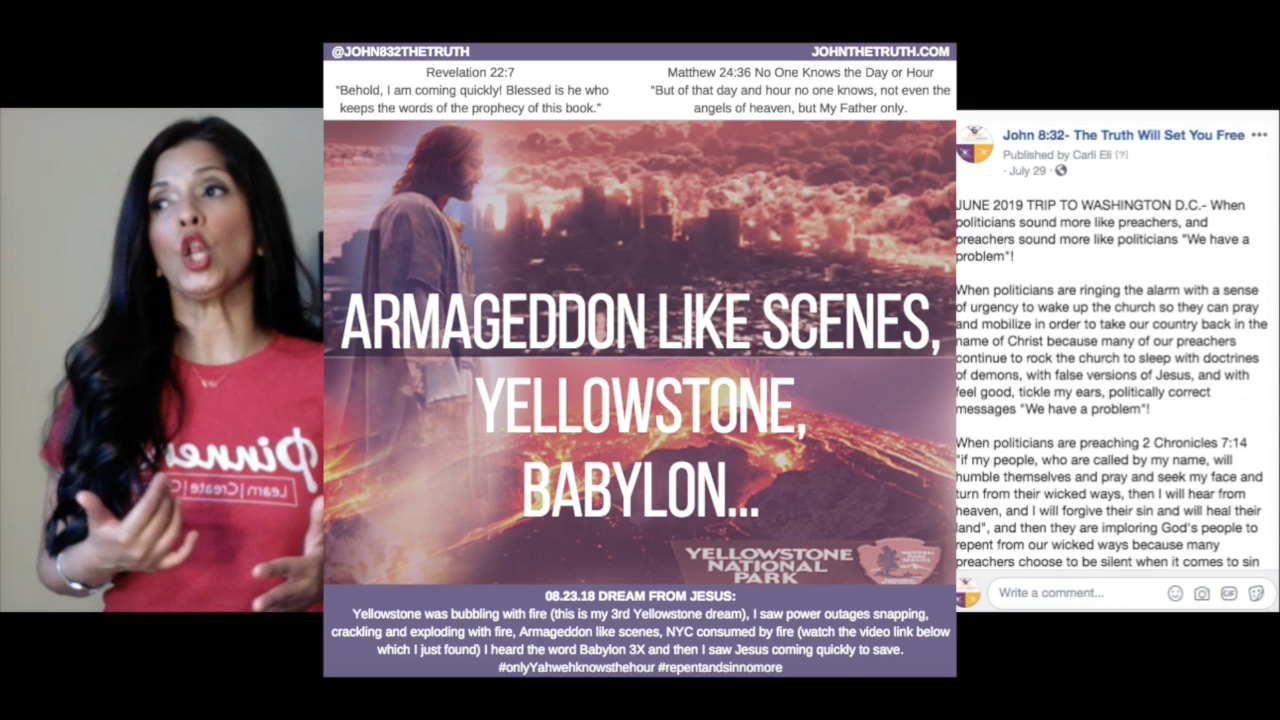 @JOHN832THETRUTH
JOHNTHETRUTH.COM
Revelation 22:7
"Behold, I am coming quickly! Blessed is he who
keeps the words of the prophecy of this book."
Matthew 24:36 No One Knows the Day or Hour
"But of that day and hour no one knows, not even the
angels of heaven, but My Father only.
ARMAGEDDON LIKE SCENES,
YELLOWSTONE,
BABYLON...
YELLOWSTONE
NATIONAL
PARK
NATIONAL
PARK
SERVICE
08.23.18 DREAM FROM JESUS:
Yellowstone was bubbling with fire (this is my 3rd Yellowstone dream), I saw power outages snapping,
crackling and exploding with fire, Armageddon like scenes, NYC consumed by fire (watch the video link below
which I just found) I heard the word Babylon 3X and then I saw Jesus coming quickly to save.
#onlyYahwehknowsthehour #repentandsinnomore
Pinne
Learn|Create|C
John 8:32- The Truth Will Set You Free
Published by Carli Eli [?]
· July 29 ·
JUNE 2019 TRIP TO WASHINGTON D.C.- When
politicians sound more like preachers, and
preachers sound more like politicians "We have a
problem"!
When politicians are ringing the alarm with a sense
of urgency to wake up the church so they can pray
and mobilize in order to take our country back in the
name of Christ because many of our preachers
continue to rock the church to sleep with doctrines
of demons, with false versions of Jesus, and with
feel good, tickle my ears, politically correct
messages "We have a problem"!
When politicians are preaching 2 Chronicles 7:14
"if my people, who are called by my name, will
humble themselves and pray and seek my face and
turn from their wicked ways, then I will hear from
heaven, and I will forgive their sin and will heal their
land", and then they are imploring God's people to
repent from our wicked ways because many
preachers choose to be silent when it comes to sin
Write a comment...
GIF